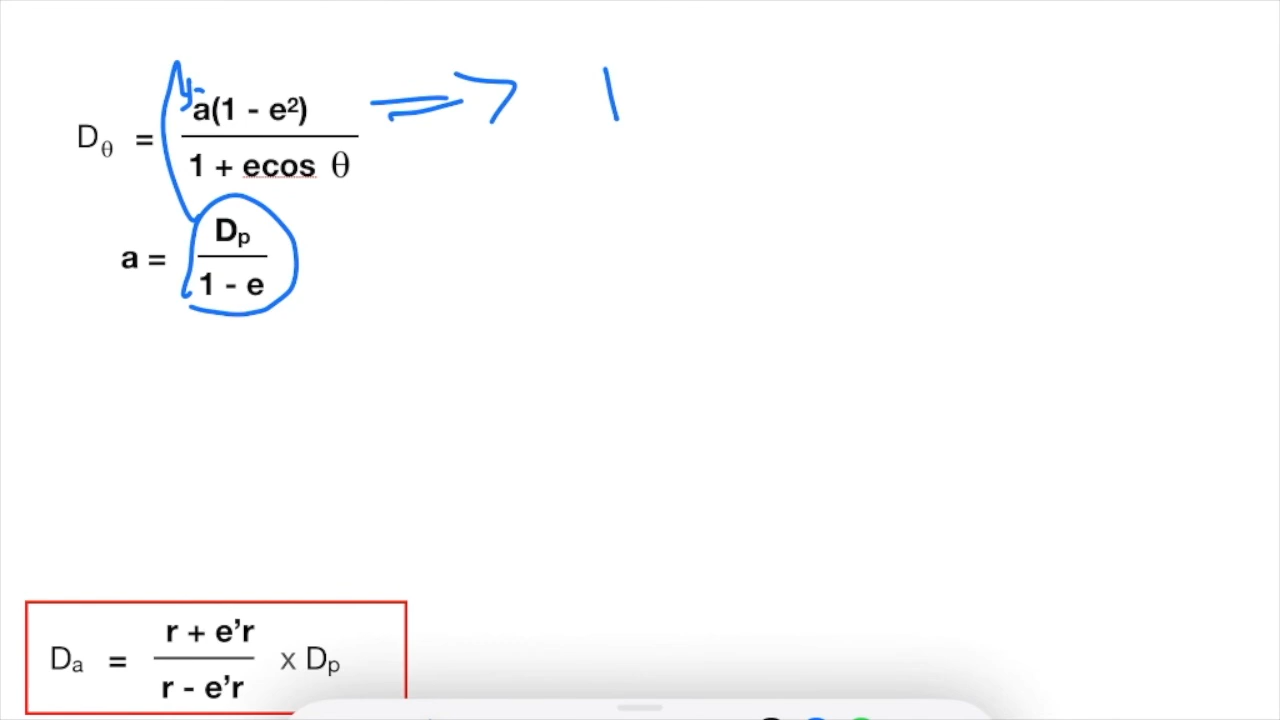 a(1 - e²)
Dθ =
1 + ecos θ
Dp
a =
1 - e
r + e’r
Da = x Dp
r - e’r